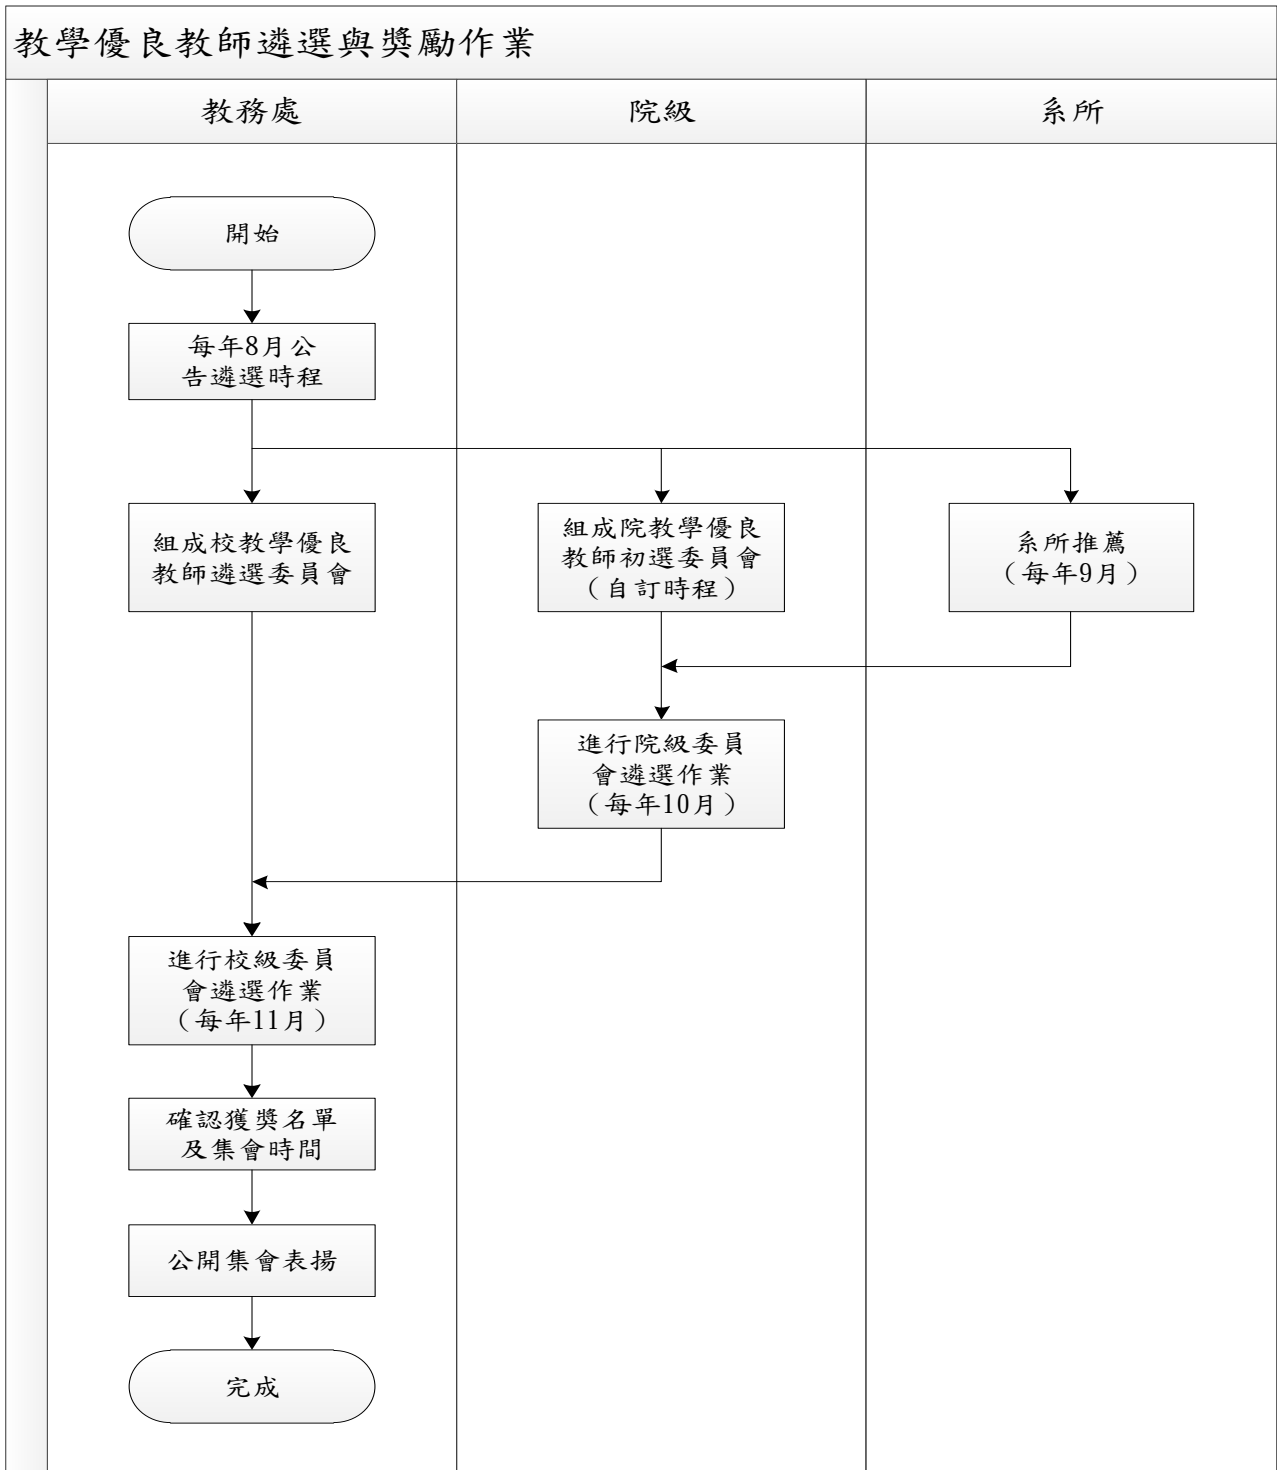 教學優良教師遴選與獎勵作業
教務處
院級
系所
開始
每年8月公
告遴選時程
組成校教學優良
教師遴選委員會
組成院教學優良
教師初選委員會
（自訂時程）
系所推薦
（每年9月）
進行院級委員
會遴選作業
（每年10月）
進行校級委員
會遴選作業
（每年11月）
確認獲獎名單
及集會時間
公開集會表揚
完成